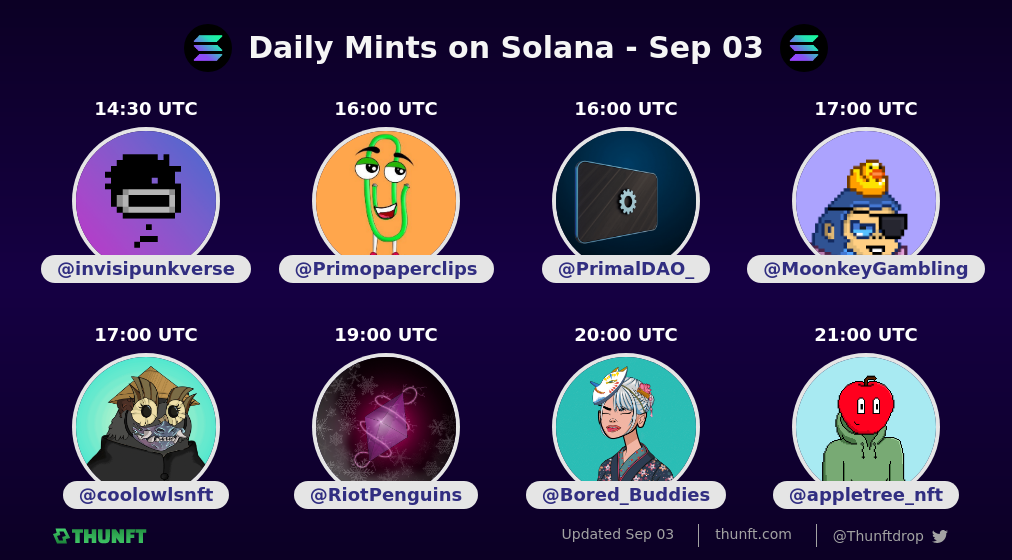 Daily Mints on Solana - Sep 03
14:30 UTC
16:00 UTC
16:00 UTC
17:00 UTC
@invisipunkverse
@Primopaperclips
@PrimalDAO_
@MoonkeyGambling
17:00 UTC
19:00 UTC
20:00 UTC
21:00 UTC
@coolowlsnft
@RiotPenguins
@Bored_Buddies
@appletree_nft
THUNFT
Updated Sep 03
thunft.com
@Thunftdrop